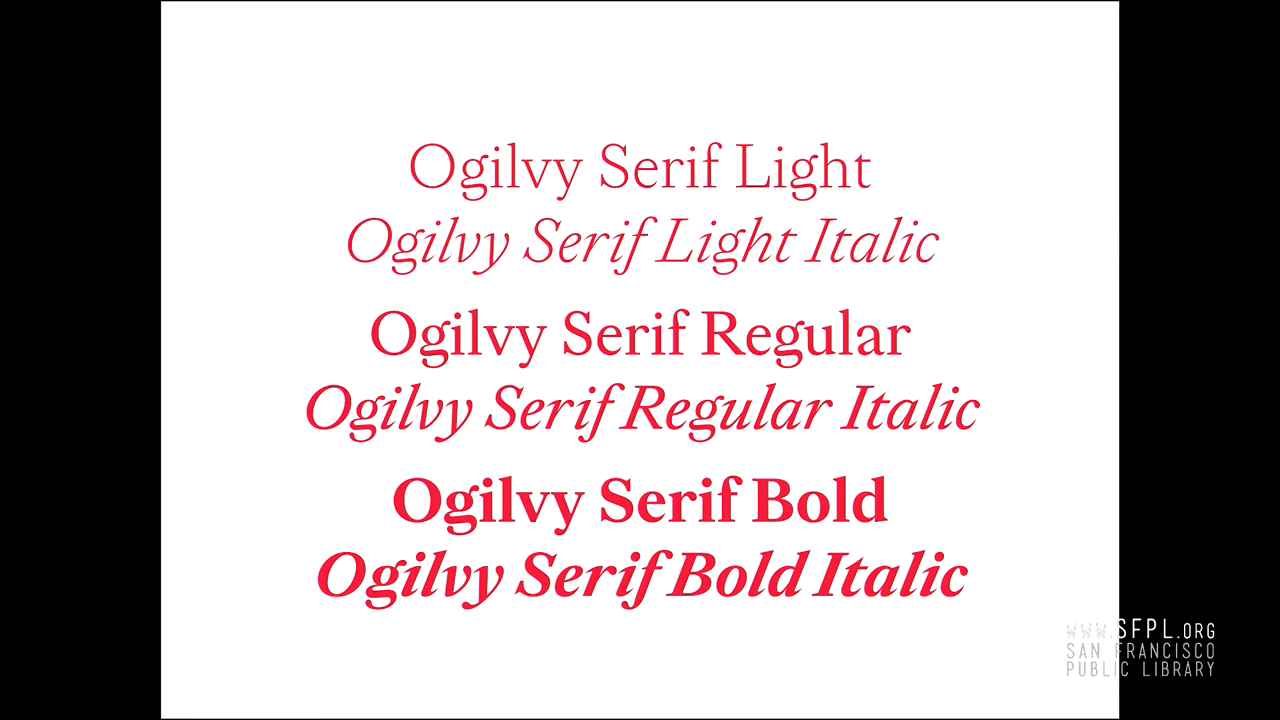 Ogilvy Serif Light
Ogilvy Serif Light Italic
Ogilvy Serif Regular
Ogilvy Serif Regular Italic
Ogilvy Serif Bold
Ogilvy Serif Bold Italic
WWW.SFPL.ORG
SAN FRANCISCO
PUBLIC LIBRARY